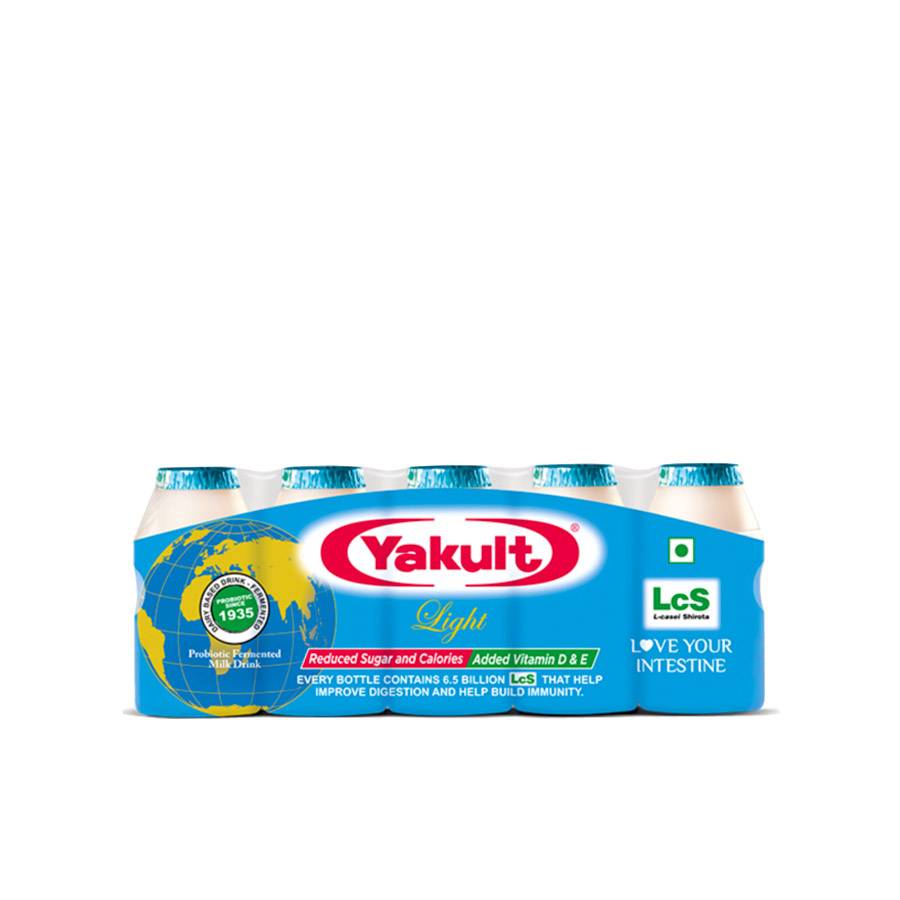 Yakult®
Light
DAIRY BASED DRINK - FERMENTED
PROBIOTIC
SINCE
1935
Probiotic Fermented
Milk Drink
Reduced Sugar and Calories Added Vitamin D & E
EVERY BOTTLE CONTAINS 6.5 BILLION LcS THAT HELP
IMPROVE DIGESTION AND HELP BUILD IMMUNITY.
LcS
L-casei Shirota
L♥VE YOUR
INTESTINE